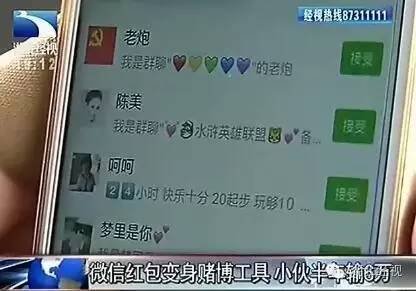 经视热线87311111
老炮
我是群聊"💗💛💚💙💜"的老炮
接受
陈美
我是群聊"水浒英雄联盟备...
接受
呵呵
24小时 快乐十分 20起步 玩够10
接受
梦里是你
接受
微信红包变身赌博工具 小伙半年输6万